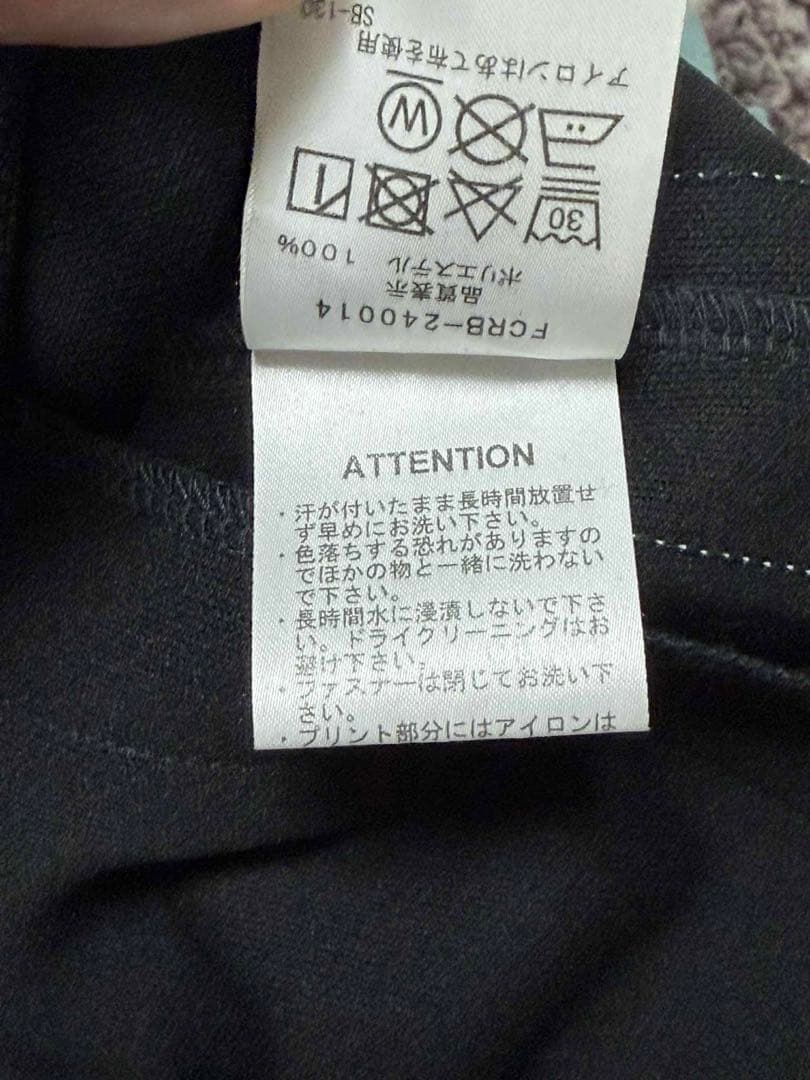 FCRB-240014
品質表示
ポリエステル 100%
30
W
アイロンはあて布を使用
SB-130
ATTENTION
・汗が付いたまま長時間放置せ
ず早めにお洗い下さい。
・色落ちする恐れがありますの
でほかの物と一緒に洗わない
で下さい。
・長時間水に浸漬しないで下さ
い。ドライクリーニングはお
避け下さい。
・ファスナーは閉じてお洗い下
さい。
・プリント部分にはアイロンは